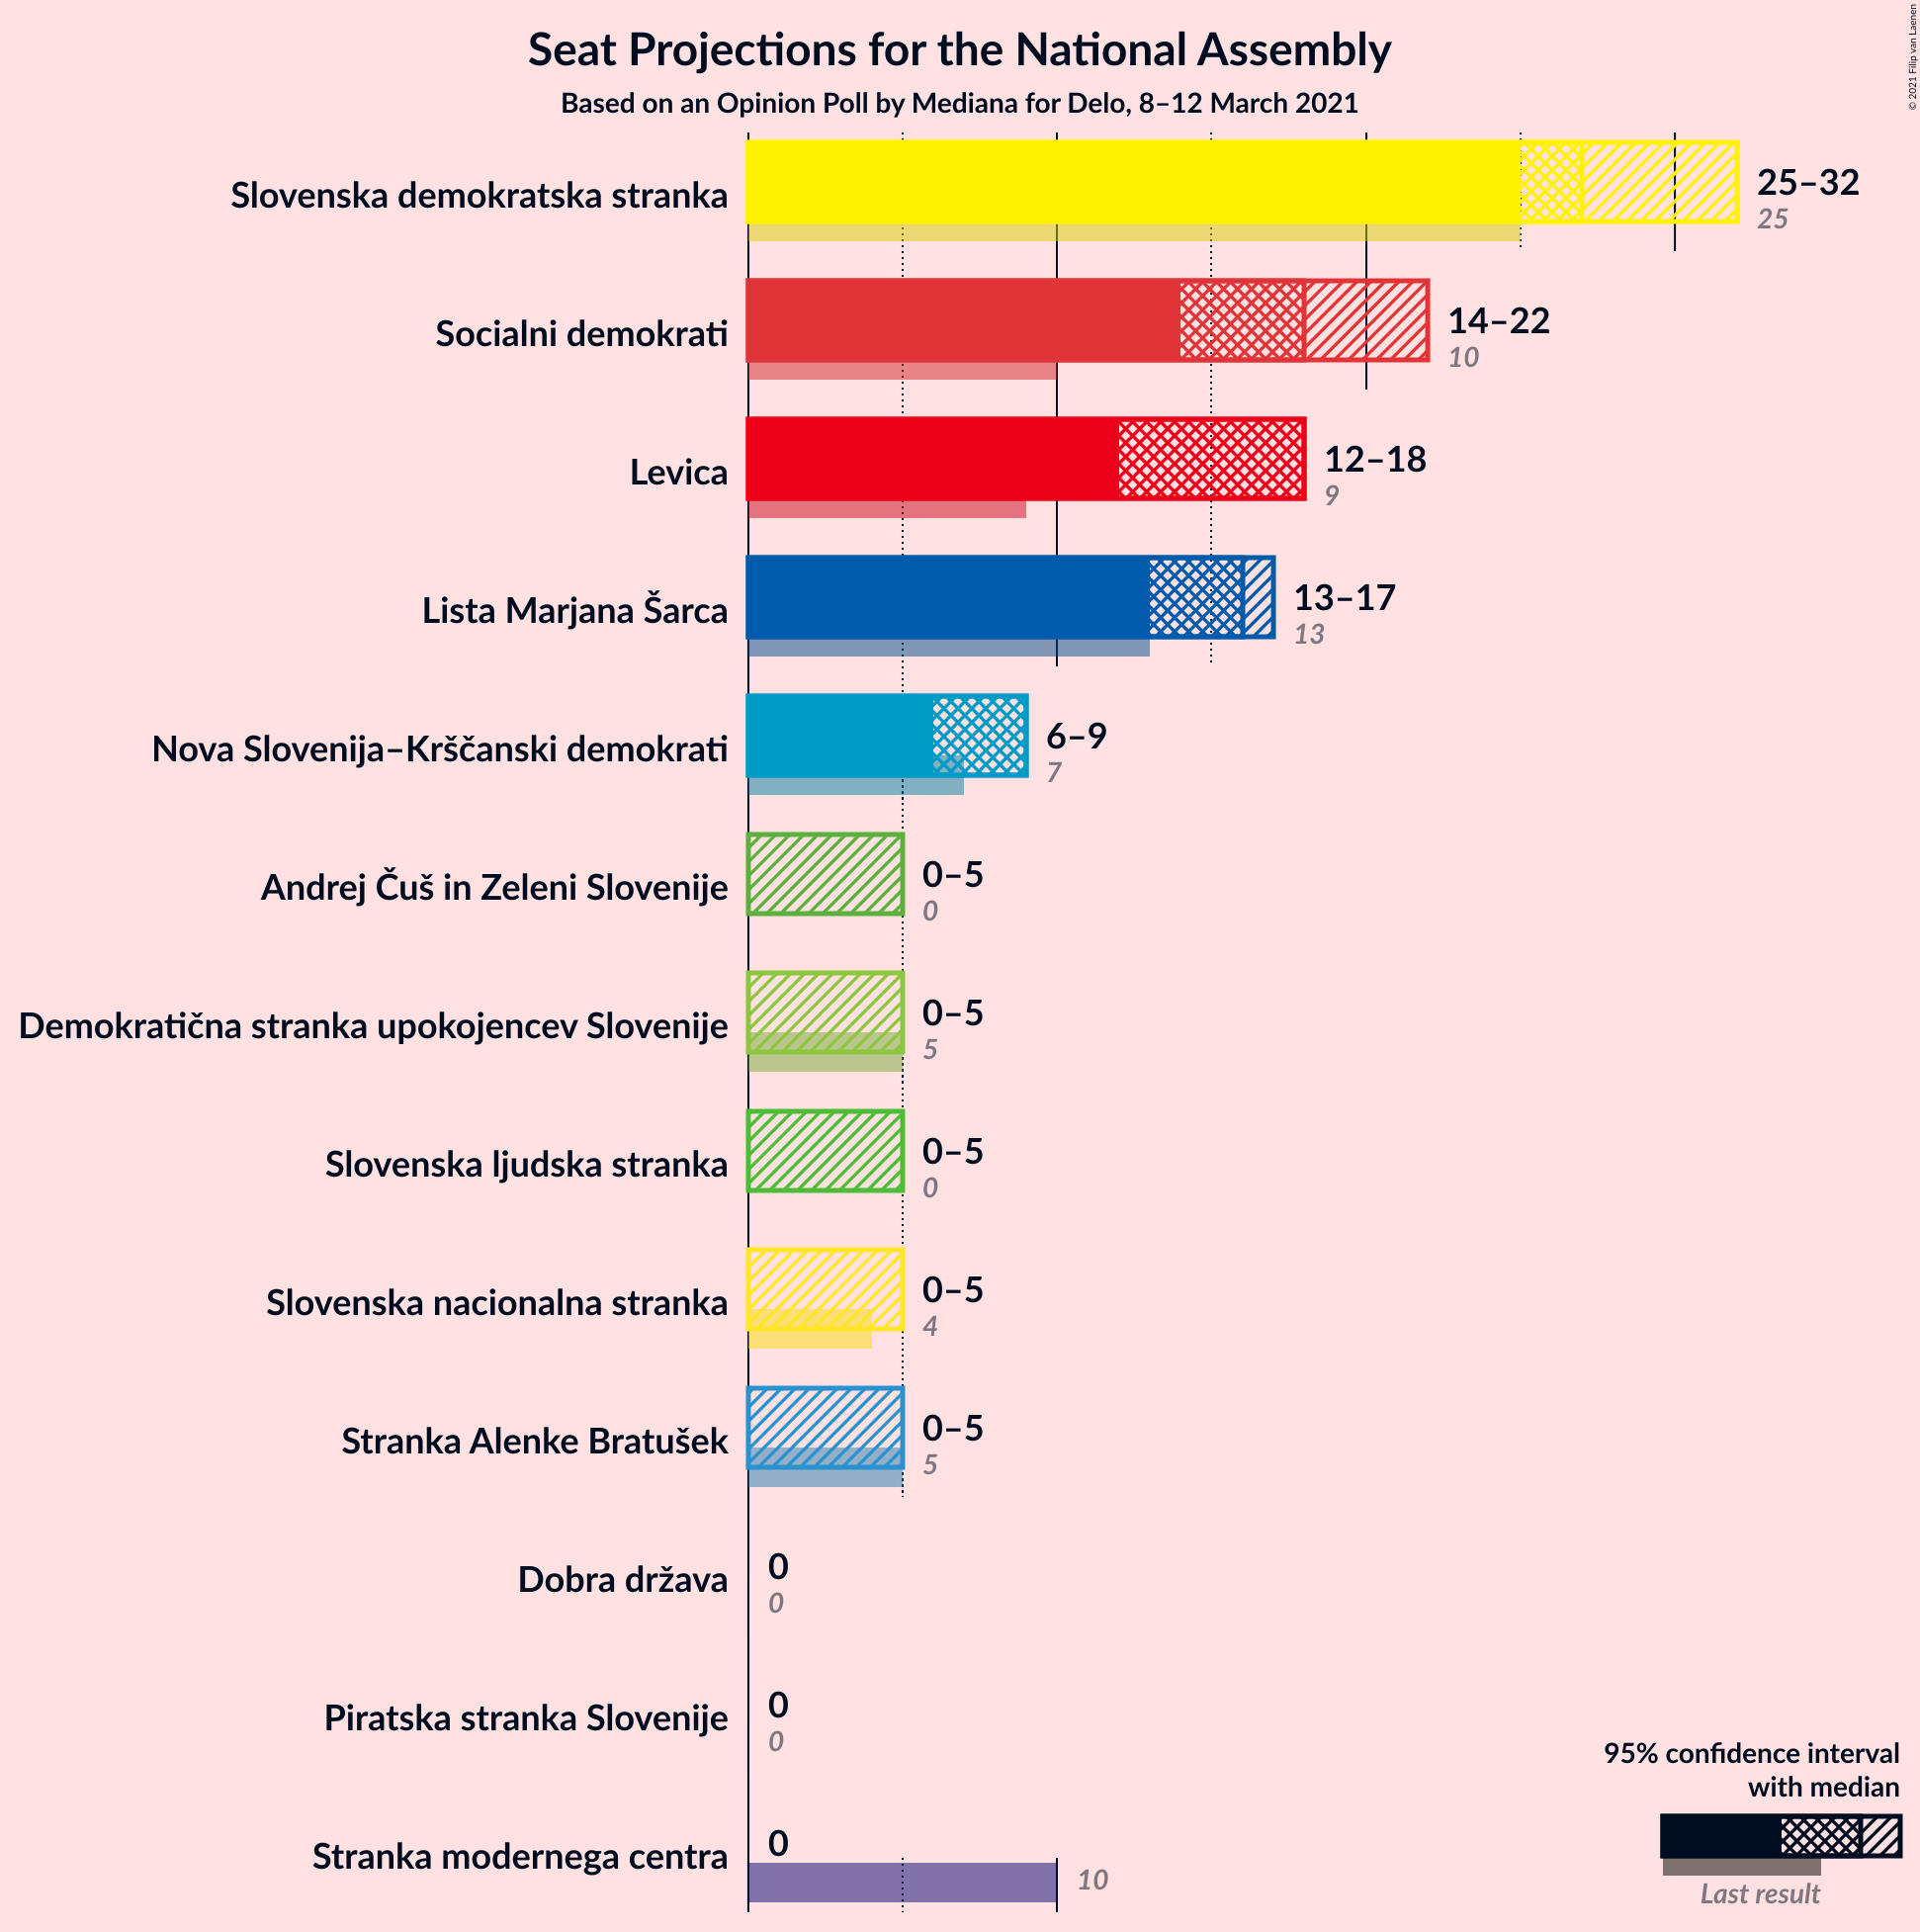 Seat Projections for the National Assembly
Based on an Opinion Poll by Mediana for Delo, 8–12 March 2021
© 2021 Filip van Laenen
Slovenska demokratska stranka
25–32
25
Socialni demokrati
14–22
10
Levica
12–18
9
Lista Marjana Šarca
13–17
13
Nova Slovenija–Krščanski demokrati
6–9
7
Andrej Čuš in Zeleni Slovenije
0–5
0
Demokratična stranka upokojencev Slovenije
0–5
5
Slovenska ljudska stranka
0–5
0
Slovenska nacionalna stranka
0–5
4
Stranka Alenke Bratušek
0–5
5
Dobra država
0
0
Piratska stranka Slovenije
0
0
Stranka modernega centra
0
10
95% confidence interval
with median
Last result